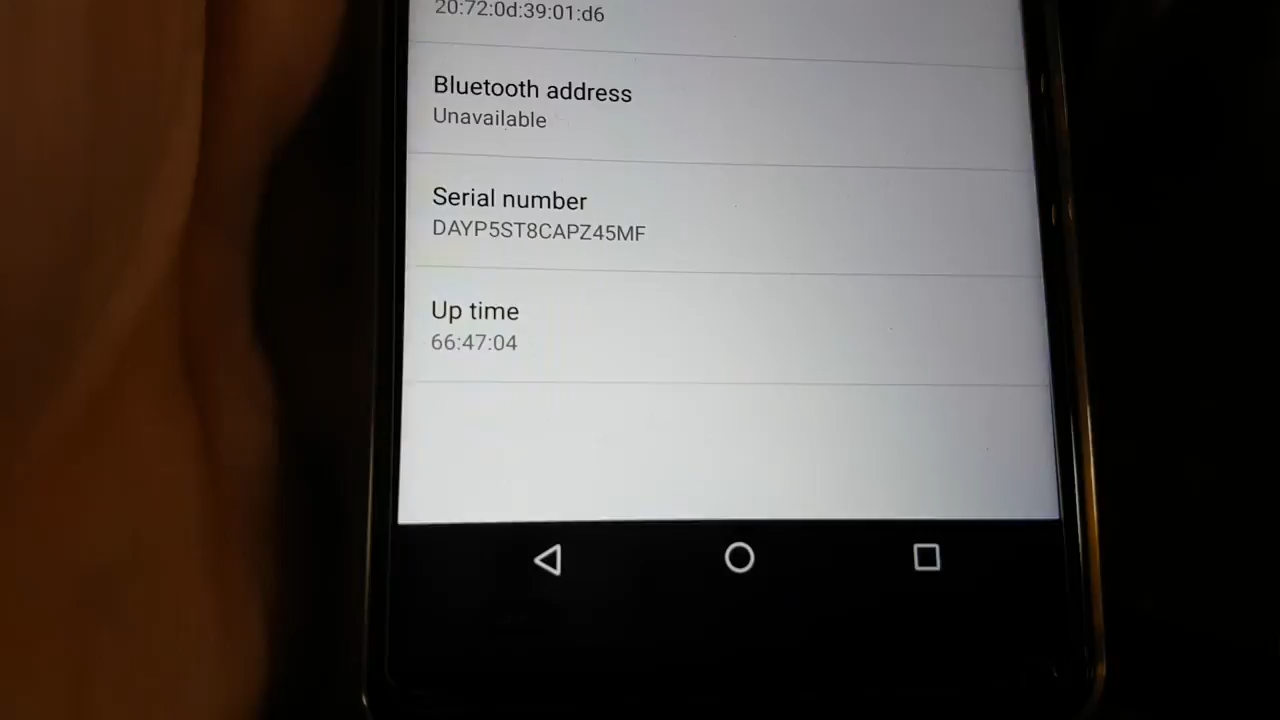 20:72:0d:39:01:d6
Bluetooth address
Unavailable
Serial number
DAYP5ST8CAPZ45MF
Up time
66:47:04